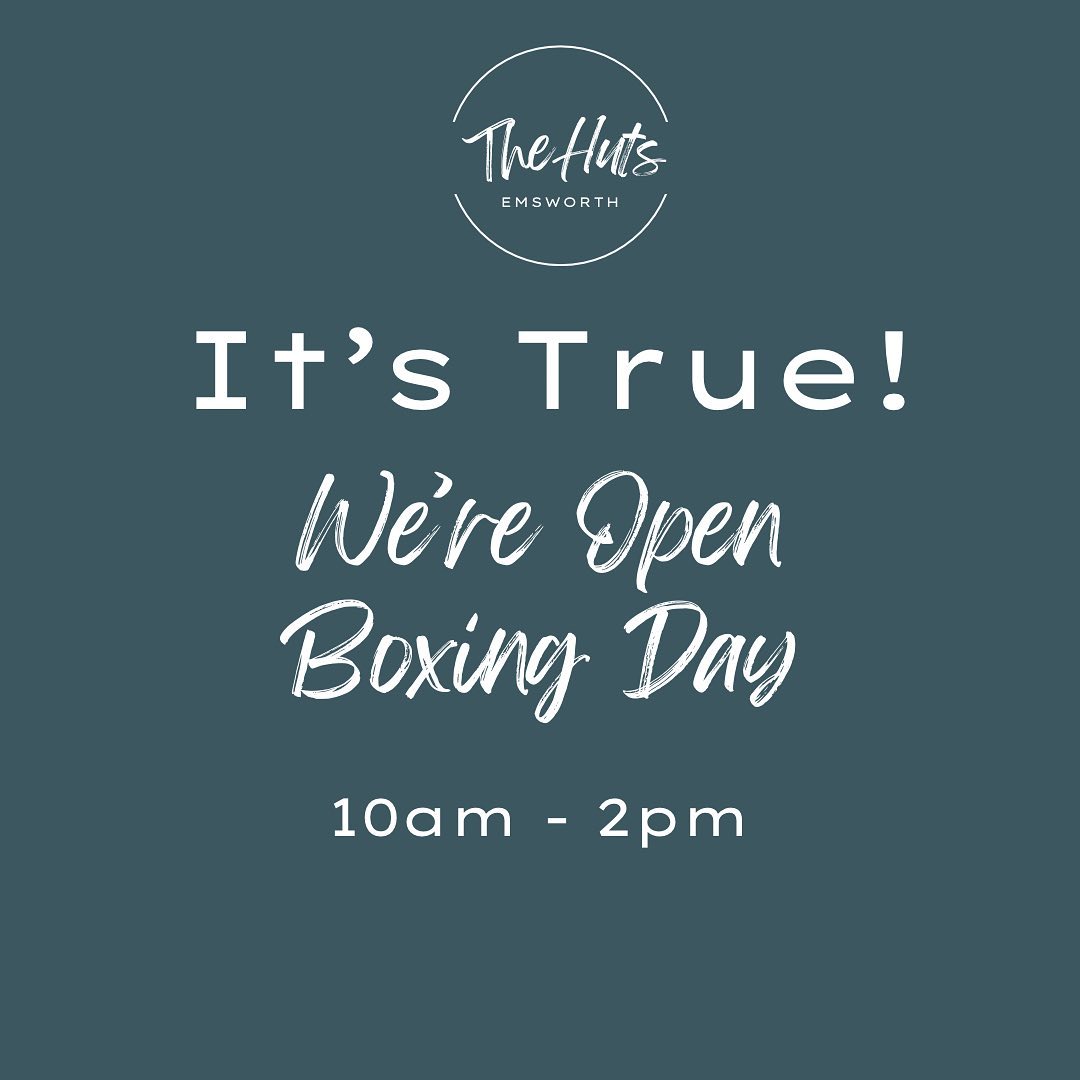 The Huts
EMSWORTH
It’s True!
We’re Open
Boxing Day
10am - 2pm